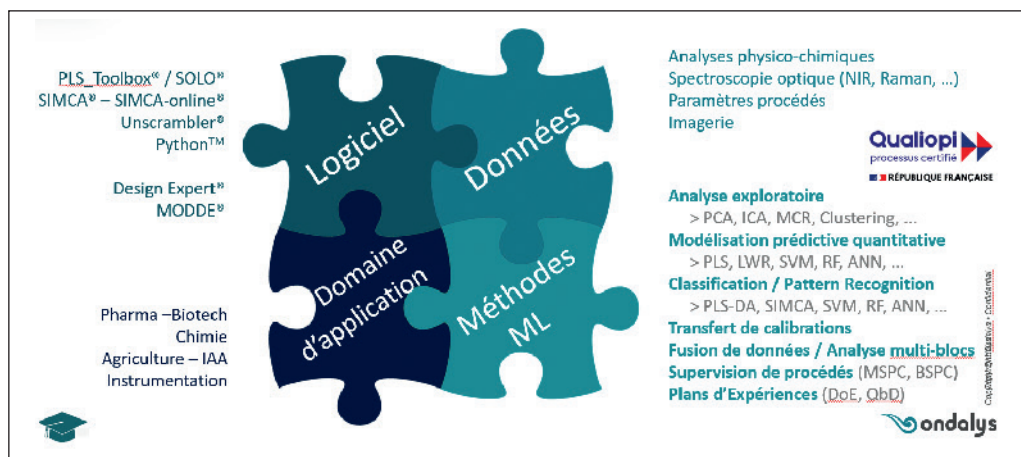 PLS_Toolbox® / SOLO®
SIMCA® – SIMCA-online®
Unscrambler®
Python™
Design Expert®
MODDE®
Pharma –Biotech
Chimie
Agriculture – IAA
Instrumentation
Logiciel
Données
Domaine
d'application
Méthodes
ML
Analyses physico-chimiques
Spectroscopie optique (NIR, Raman, ...)
Paramètres procédés
Imagerie
Qualiopi
processus certifié
RÉPUBLIQUE FRANÇAISE
Analyse exploratoire
> PCA, ICA, MCR, Clustering, ...
Modélisation prédictive quantitative
> PLS, LWR, SVM, RF, ANN, ...
Classification / Pattern Recognition
> PLS-DA, SIMCA, SVM, RF, ANN, ...
Transfert de calibrations
Fusion de données / Analyse multi-blocs
Supervision de procédés (MSPC, BSPC)
Plans d'Expériences (DoE, QbD)
ondalys